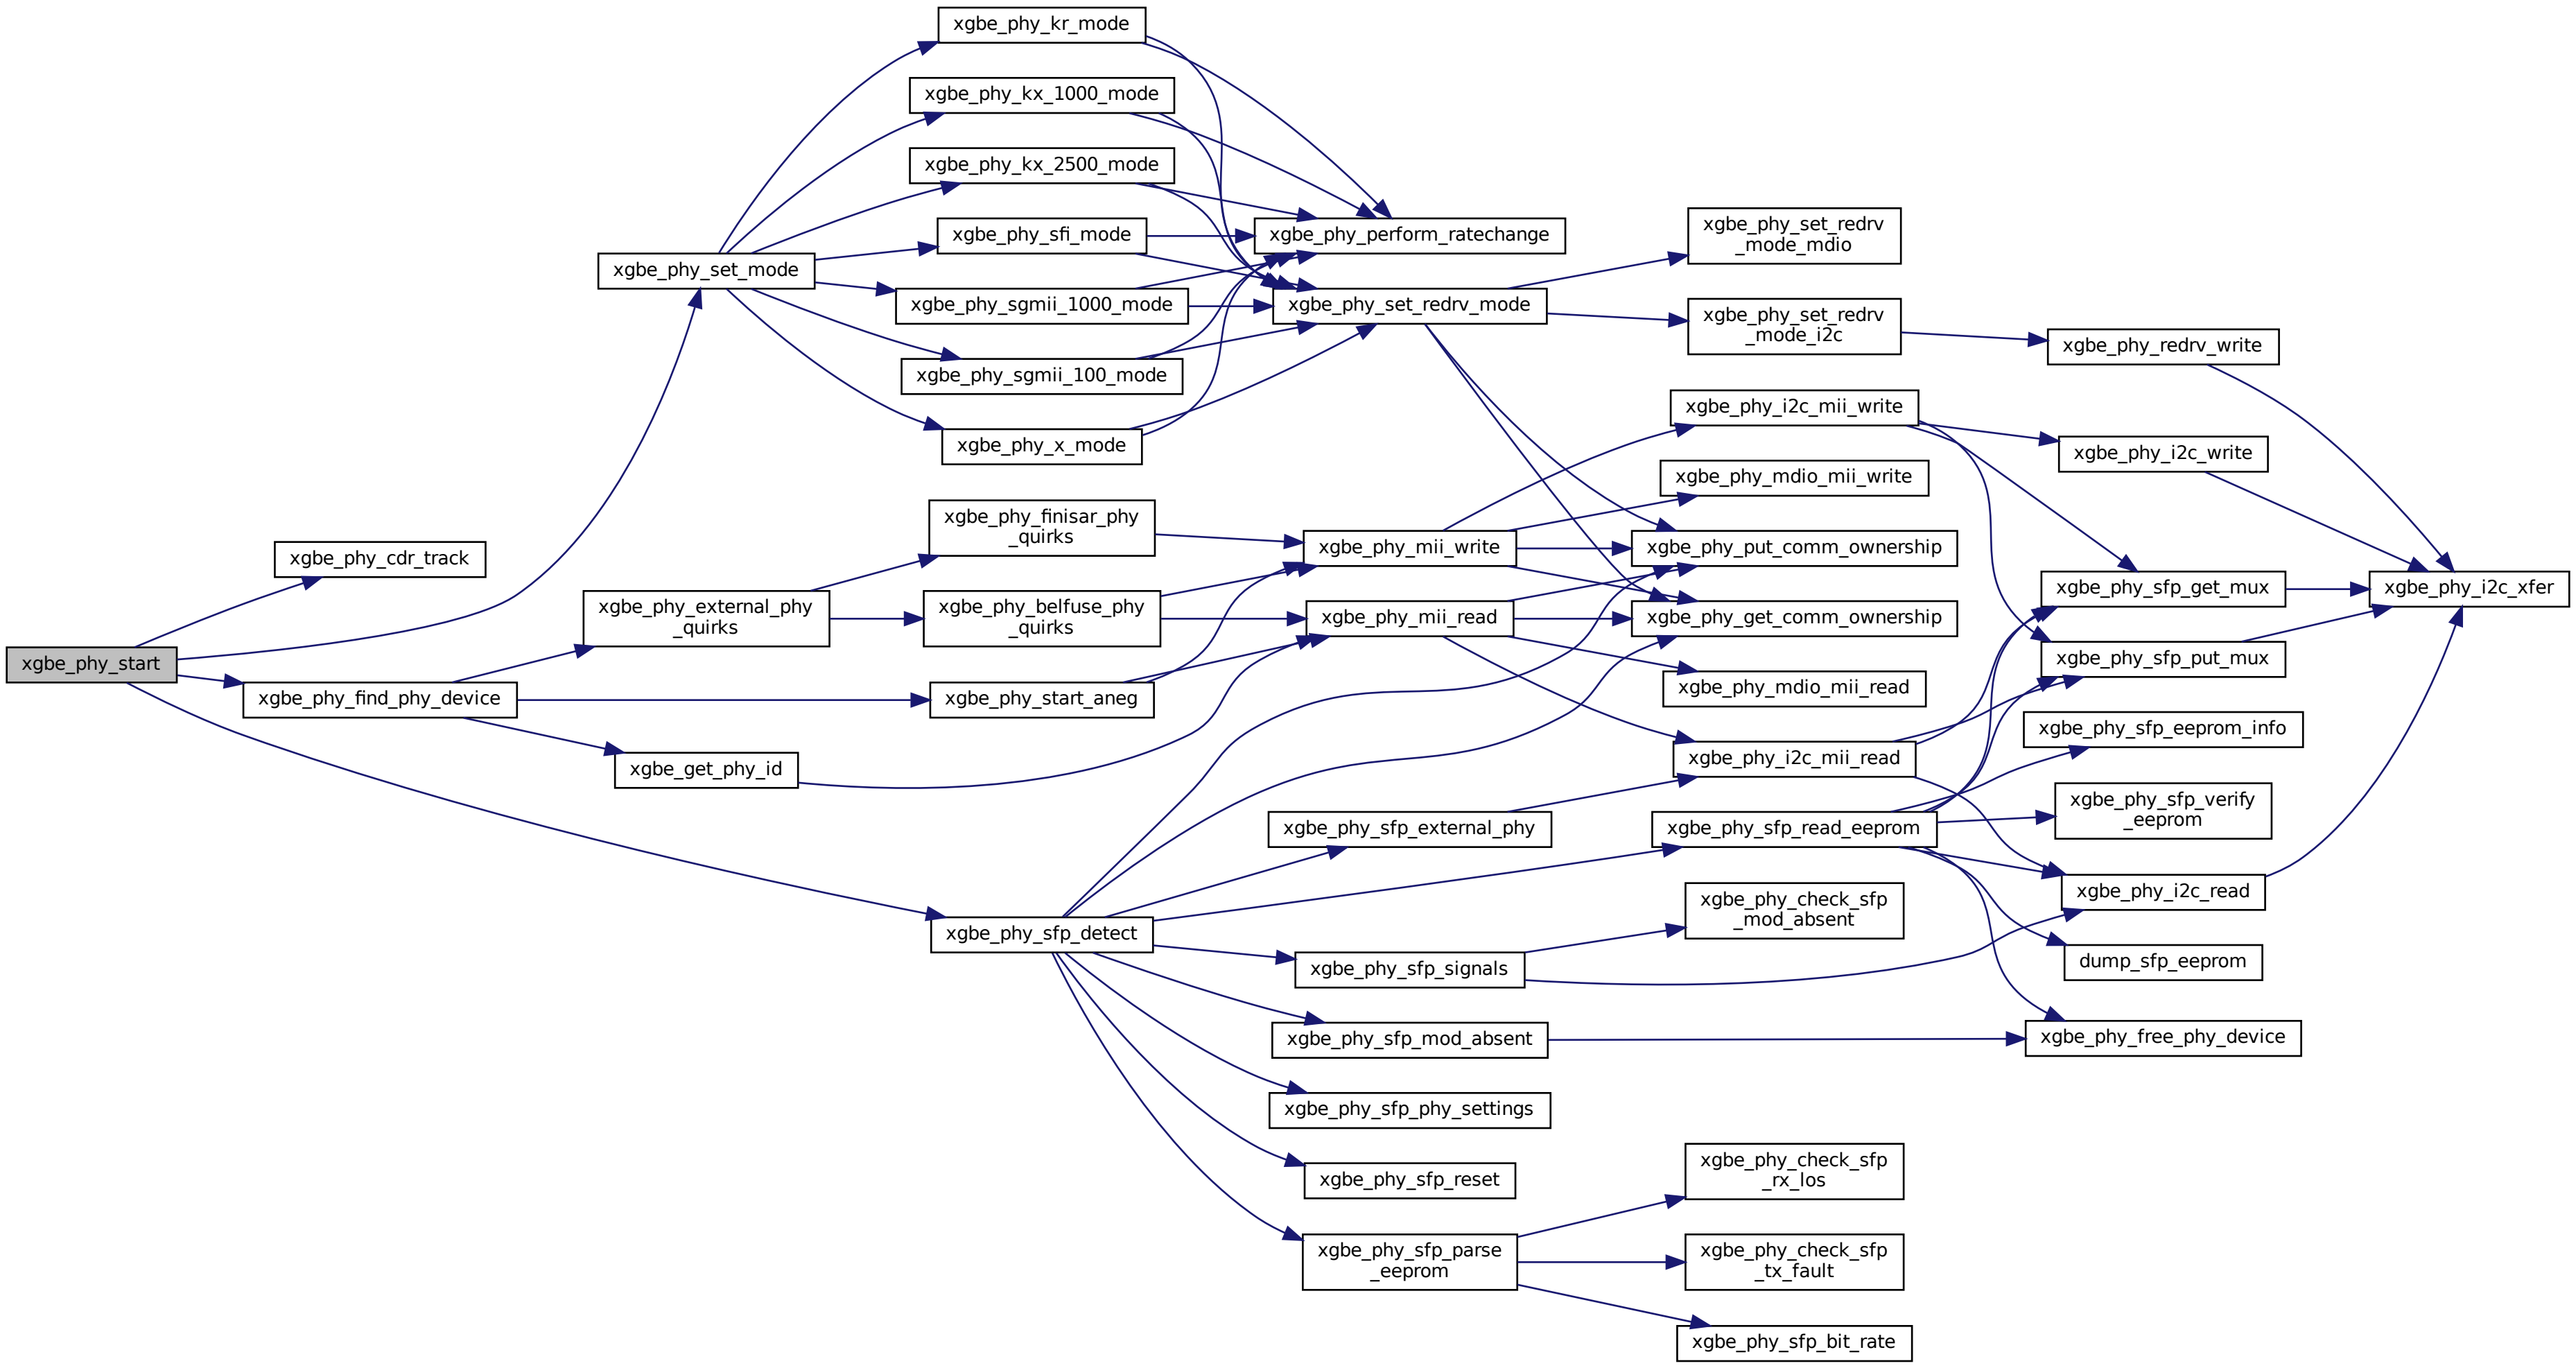 xgbe_phy_start
xgbe_phy_cdr_track
xgbe_phy_find_phy_device
xgbe_phy_set_mode
xgbe_phy_external_phy
_quirks
xgbe_get_phy_id
xgbe_phy_kr_mode
xgbe_phy_kx_1000_mode
xgbe_phy_kx_2500_mode
xgbe_phy_sfi_mode
xgbe_phy_sgmii_1000_mode
xgbe_phy_sgmii_100_mode
xgbe_phy_x_mode
xgbe_phy_finisar_phy
_quirks
xgbe_phy_belfuse_phy
_quirks
xgbe_phy_start_aneg
xgbe_phy_sfp_detect
xgbe_phy_perform_ratechange
xgbe_phy_set_redrv_mode
xgbe_phy_mii_write
xgbe_phy_mii_read
xgbe_phy_sfp_external_phy
xgbe_phy_sfp_signals
xgbe_phy_sfp_mod_absent
xgbe_phy_sfp_phy_settings
xgbe_phy_sfp_reset
xgbe_phy_sfp_parse
_eeprom
xgbe_phy_set_redrv
_mode_mdio
xgbe_phy_set_redrv
_mode_i2c
xgbe_phy_i2c_mii_write
xgbe_phy_mdio_mii_write
xgbe_phy_put_comm_ownership
xgbe_phy_get_comm_ownership
xgbe_phy_mdio_mii_read
xgbe_phy_i2c_mii_read
xgbe_phy_sfp_read_eeprom
xgbe_phy_check_sfp
_mod_absent
xgbe_phy_check_sfp
_rx_los
xgbe_phy_check_sfp
_tx_fault
xgbe_phy_sfp_bit_rate
xgbe_phy_redrv_write
xgbe_phy_i2c_write
xgbe_phy_sfp_get_mux
xgbe_phy_sfp_put_mux
xgbe_phy_sfp_eeprom_info
xgbe_phy_sfp_verify
_eeprom
xgbe_phy_i2c_read
dump_sfp_eeprom
xgbe_phy_free_phy_device
xgbe_phy_i2c_xfer